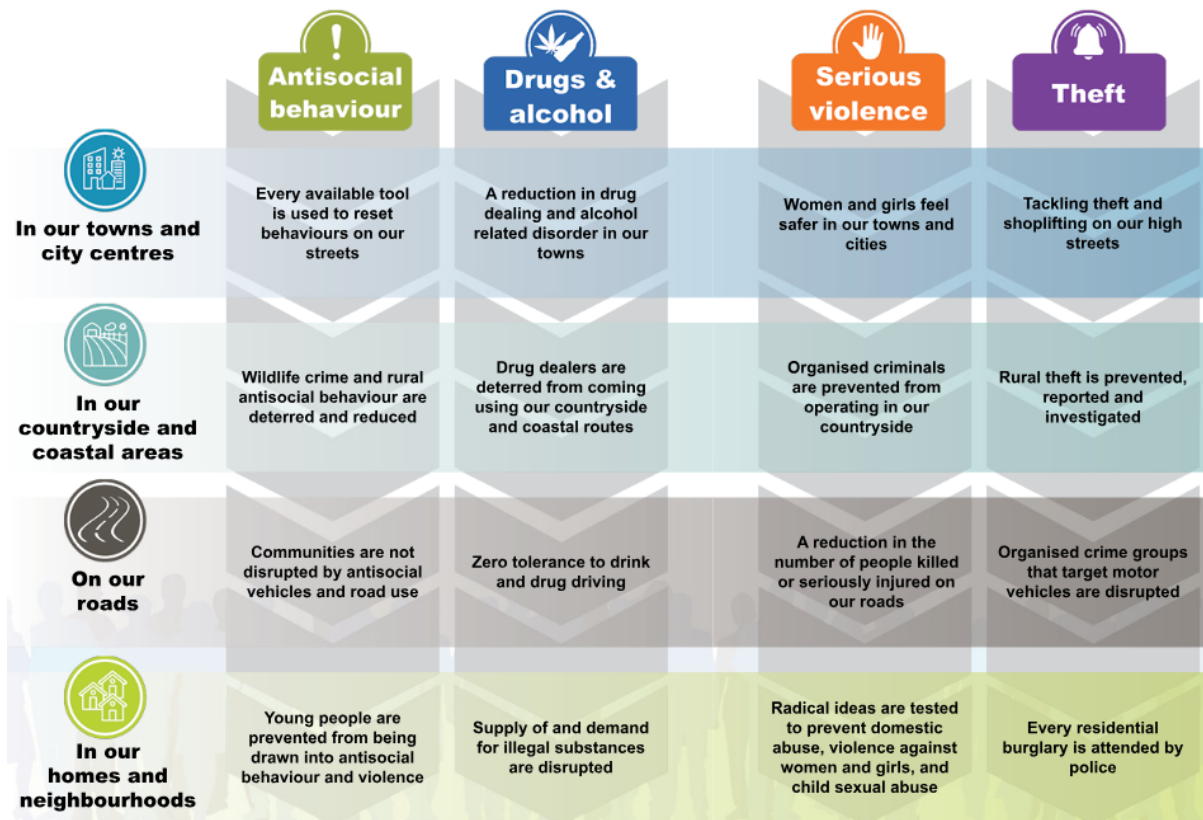 Antisocial
behaviour
Drugs &
alcohol
Serious
violence
Theft
In our towns and
city centres
Every available tool
is used to reset
behaviours on our
streets
A reduction in drug
dealing and alcohol
related disorder in our
towns
Women and girls feel
safer in our towns and
cities
Tackling theft and
shoplifting on our high
streets
In our
countryside and
coastal areas
Wildlife crime and rural
antisocial behaviour are
deterred and reduced
Drug dealers are
deterred from coming
using our countryside
and coastal routes
Organised criminals
are prevented from
operating in our
countryside
Rural theft is prevented,
reported and
investigated
On our
roads
Communities are not
disrupted by antisocial
vehicles and road use
Zero tolerance to drink
and drug driving
A reduction in the
number of people killed
or seriously injured on
our roads
Organised crime groups
that target motor
vehicles are disrupted
In our
homes and
neighbourhoods
Young people are
prevented from being
drawn into antisocial
behaviour and violence
Supply of and demand
for illegal substances
are disrupted
Radical ideas are tested
to prevent domestic
abuse, violence against
women and girls, and
child sexual abuse
Every residential
burglary is attended by
police